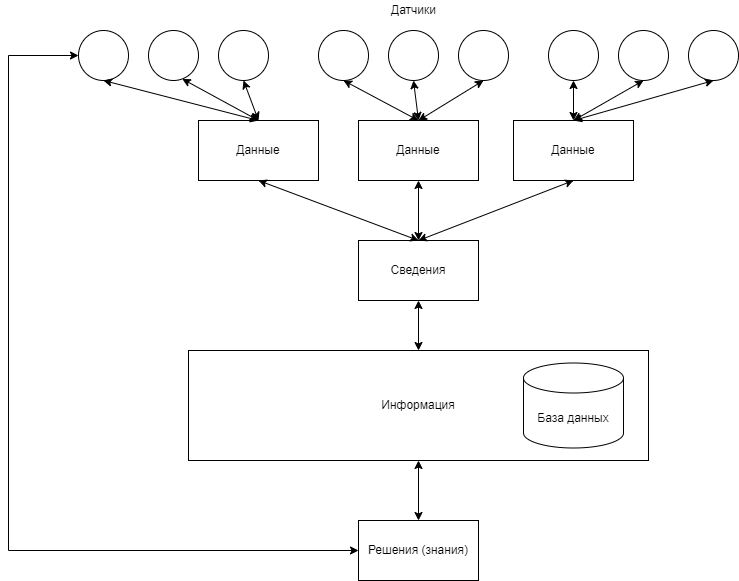 Датчики
Данные
Данные
Данные
Сведения
Информация
База данных
Решения (знания)